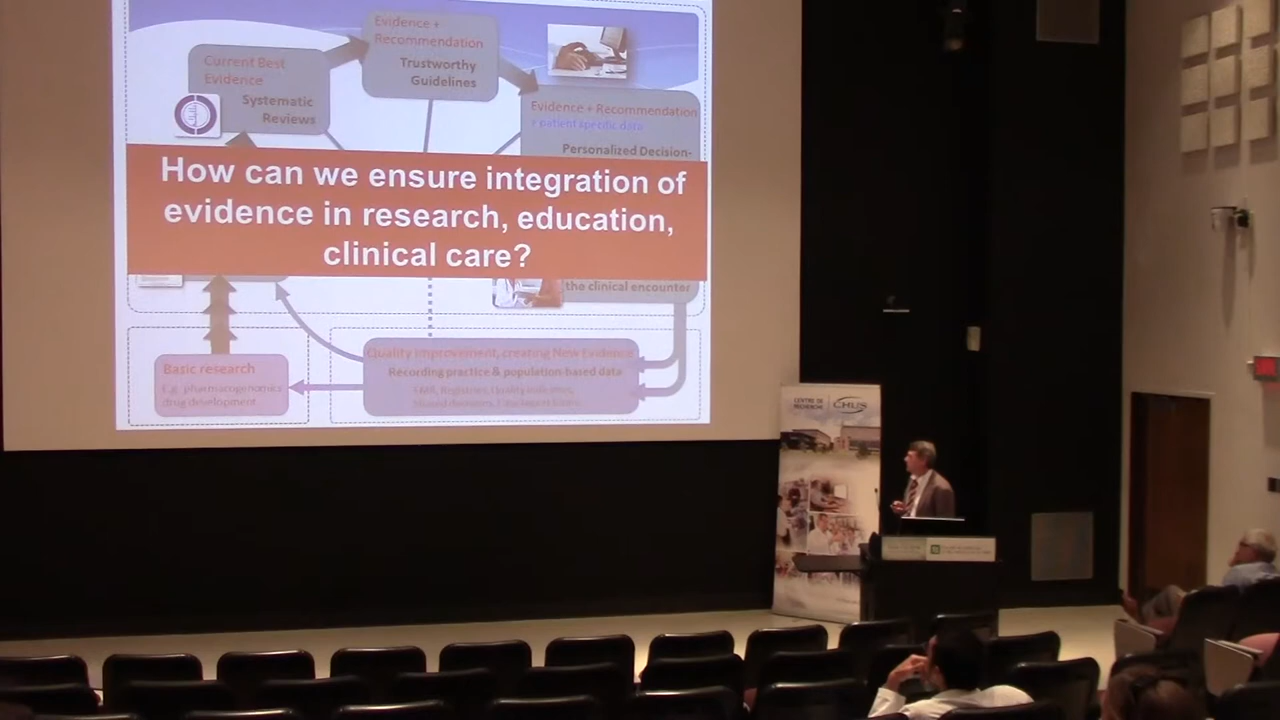 Evidence +
Recommendation
Trustworthy
Guidelines
Current Best
Evidence
Systematic
Reviews
Evidence + Recommendation
+ patient specific data
Personalized Decision-
How can we ensure integration of
evidence in research, education,
clinical care?
the clinical encounter
Basic research
E.g. pharmacogenomics
drug development
Quality improvement, creating New Evidence
Recording practice & population-based data
CENTRE DE
RECHERCHE
CHUS